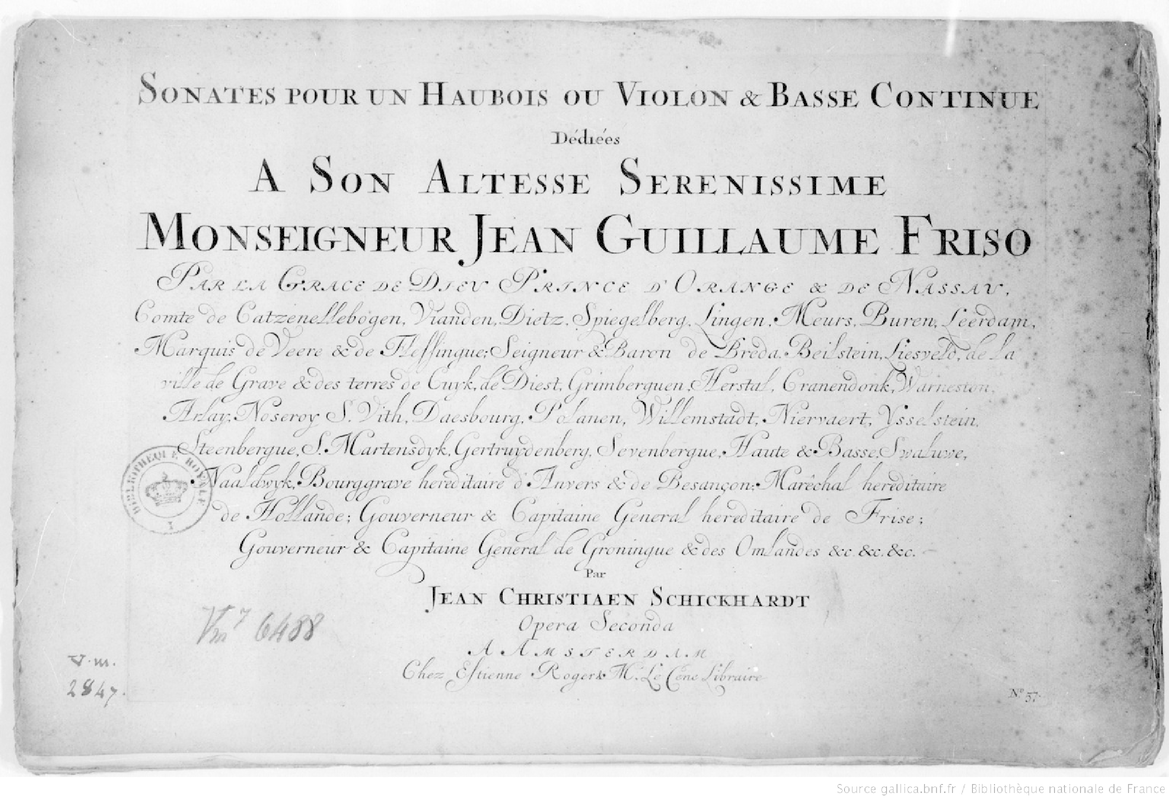 SONATES POUR UN HAUBOIS OU VIOLON & BASSE CONTINUE
Dédiées
A SON ALTESSE SERENISSIME
MONSEIGNEUR JEAN GUILLAUME FRISO
PAR LA GRACE DE DIEU PRINCE D'ORANGE & DE NASSAU,
Comte de Catzenellebogen, Vianden, Dietz, Spiegelberg, Lingen, Meurs, Buren, Leerdam,
Marquis de Veere & de Flessingue; Seigneur & Baron de Breda, Beilstein, Liesveld, de la
ville de Grave & des terres de Cuyk, de Diest, Grimberguen, Herstal, Cranendonk, Varneston,
Arlay, Noseroy, S. Vith, Daesbourg, Polanen, Willemstadt, Niervaert, Ysselstein,
Steenbergue, S. Martensdyk, Gertruydenberg, Sevenbergue, Haute & Basse Swaluwe,
Naaldwyk, Bourggrave hereditaire d'Anvers & de Besançon; Maréchal hereditaire
de Hollande; Gouverneur & Capitaine General hereditaire de Frise;
Gouverneur & Capitaine General de Groningue & des Omlandes &c. &c. &c.
Par
JEAN CHRISTIAEN SCHICKHARDT
Opera Seconda
A AMSTERDAM
Chez Estienne Roger & M. Le Cene Libraire
No 57.
BIBLIOTHEQUE ROYALE
Vm7 6488
V.m.
2847.
Source gallica.bnf.fr / Bibliothèque nationale de France